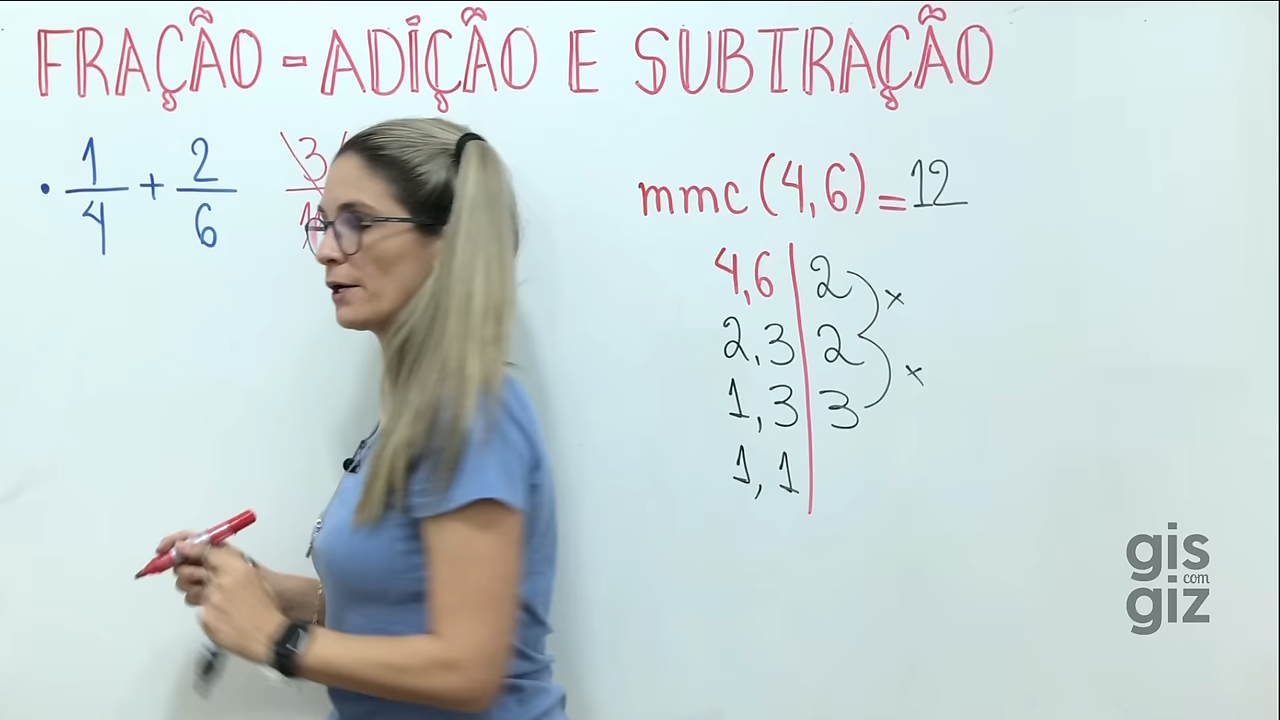 FRAÇÃO - ADIÇÃO E SUBTRAÇÃO
• 1/4 + 2/6 3
mmc (4,6) = 12
4,6 | 2 x
2,3 | 2 x
1,3 | 3
1,1 |
gis
com
giz